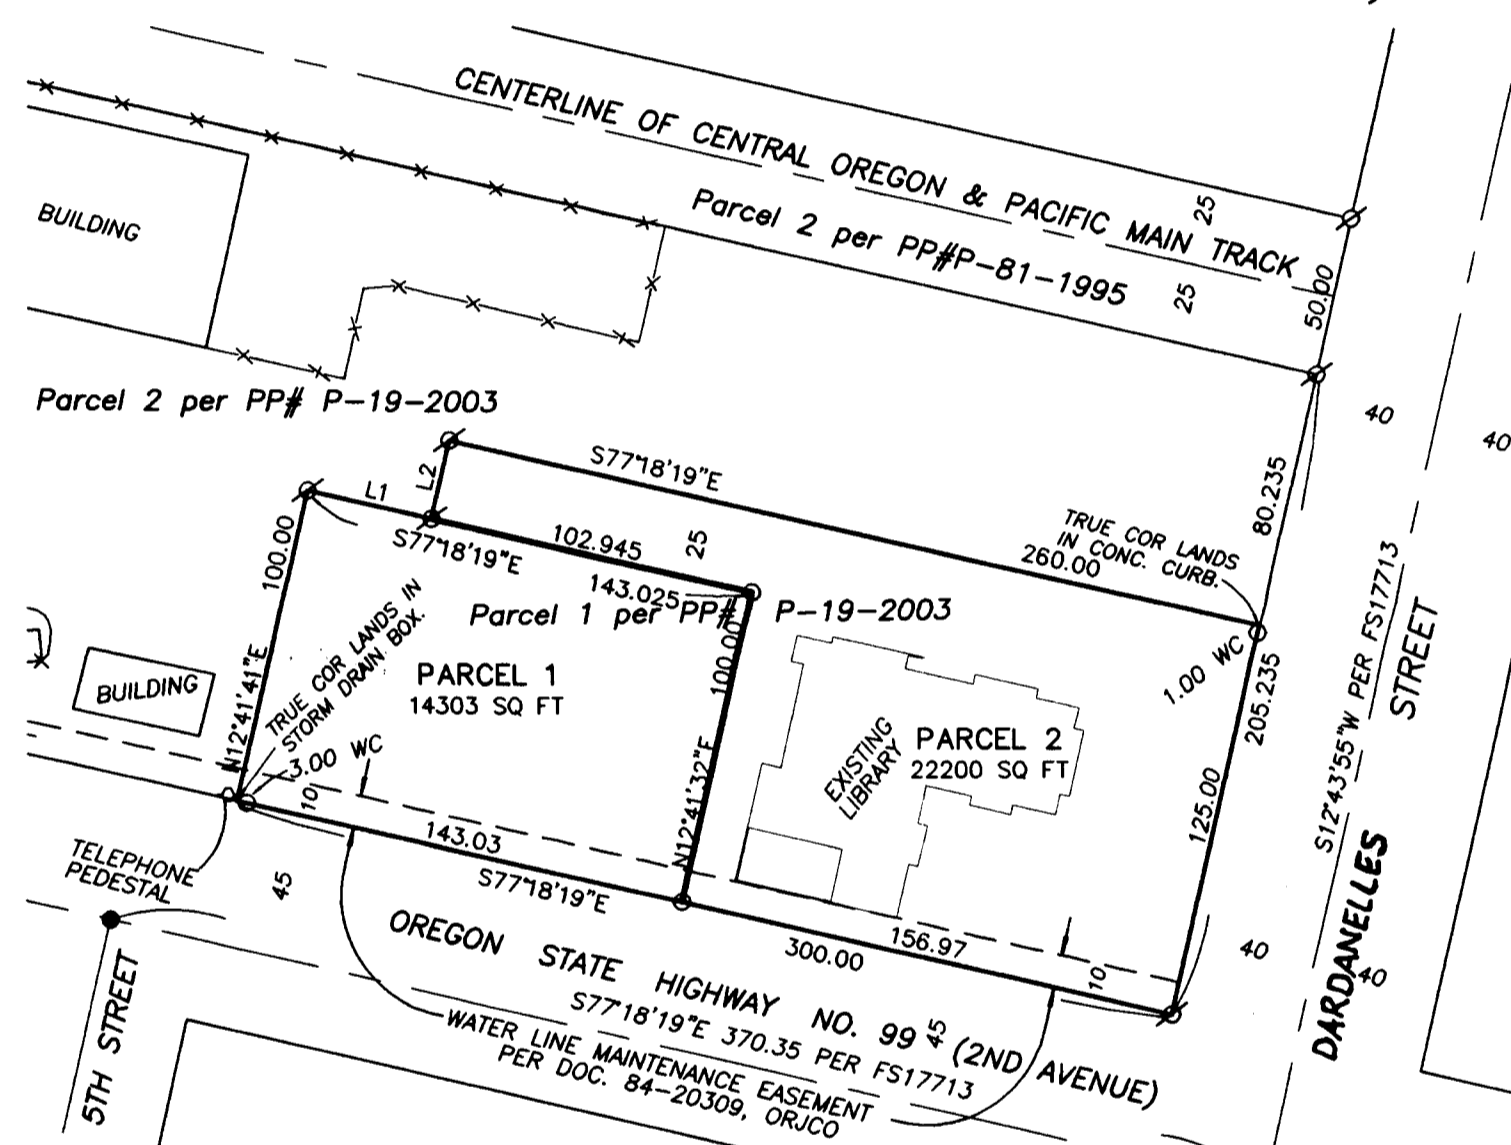 CENTERLINE OF CENTRAL OREGON & PACIFIC MAIN TRACK
25
Parcel 2 per PP#P-81-1995
25
50.00
BUILDING
40
40
Parcel 2 per PP# P-19-2003
S77°18'19"E
L2
L1
80.235
TRUE COR LANDS
IN CONC. CURB.
260.00
100.00
102.945
25
S77°18'19"E
143.025
Parcel 1 per PP# P-19-2003
100.00
N12°41'41"E
TRUE COR LANDS IN
STORM DRAIN BOX.
PARCEL 1
14303 SQ FT
1.00 WC
205.235
S12°43'55"W PER FS17713
DARDANELLES STREET
BUILDING
3.00 WC
10
N12°41'32"E
EXISTING
LIBRARY
PARCEL 2
22200 SQ FT
125.00
143.03
S77°18'19"E
TELEPHONE
PEDESTAL
45
156.97
300.00
10
40
40
OREGON STATE HIGHWAY NO. 99 (2ND AVENUE)
45
S77°18'19"E 370.35 PER FS17713
WATER LINE MAINTENANCE EASEMENT
PER DOC. 84-20309, ORJCO
5TH STREET